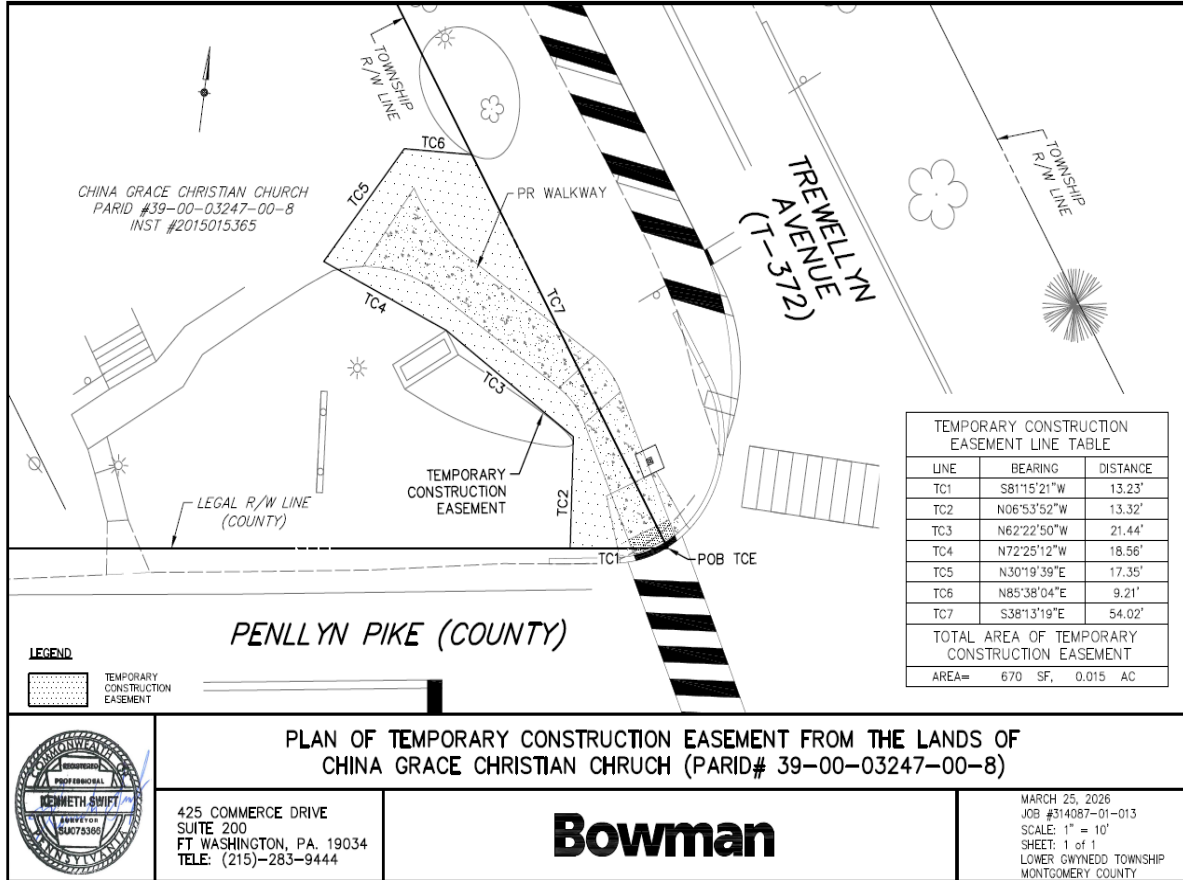 TOWNSHIP
R/W LINE
TC6
TC5
CHINA GRACE CHRISTIAN CHURCH
PARID #39-00-03247-00-8
INST #2015015365
PR WALKWAY
TREWELLYN
AVENUE
(T-372)
TOWNSHIP
R/W LINE
TC4
TC7
TC3
TEMPORARY
CONSTRUCTION
EASEMENT
TC2
LEGAL R/W LINE
(COUNTY)
TC1
POB TCE
PENLLYN PIKE (COUNTY)
LEGEND
TEMPORARY
CONSTRUCTION
EASEMENT
TEMPORARY CONSTRUCTION
EASEMENT LINE TABLE
LINE BEARING DISTANCE
TC1 S81°15'21"W 13.23'
TC2 N06°53'52"W 13.32'
TC3 N62°22'50"W 21.44'
TC4 N72°25'12"W 18.56'
TC5 N30°19'39"E 17.35'
TC6 N85°38'04"E 9.21'
TC7 S38°13'19"E 54.02'
TOTAL AREA OF TEMPORARY
CONSTRUCTION EASEMENT
AREA= 670 SF, 0.015 AC
COMMONWEALTH OF
REGISTERED
PROFESSIONAL
KENNETH SWIFT
SURVEYOR
SU075366
PENNSYLVANIA
PLAN OF TEMPORARY CONSTRUCTION EASEMENT FROM THE LANDS OF
CHINA GRACE CHRISTIAN CHRUCH (PARID# 39-00-03247-00-8)
425 COMMERCE DRIVE
SUITE 200
FT WASHINGTON, PA. 19034
TELE: (215)-283-9444
Bowman
MARCH 25, 2026
JOB #314087-01-013
SCALE: 1" = 10'
SHEET: 1 of 1
LOWER GWYNEDD TOWNSHIP
MONTGOMERY COUNTY